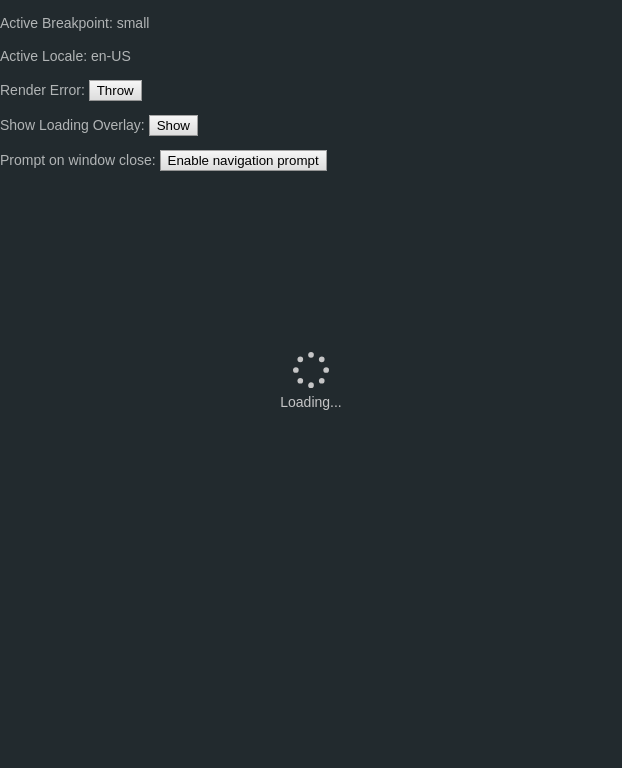 Active Breakpoint: small
Active Locale: en-US
Render Error: Throw
Show Loading Overlay: Show
Prompt on window close: Enable navigation prompt
Loading...